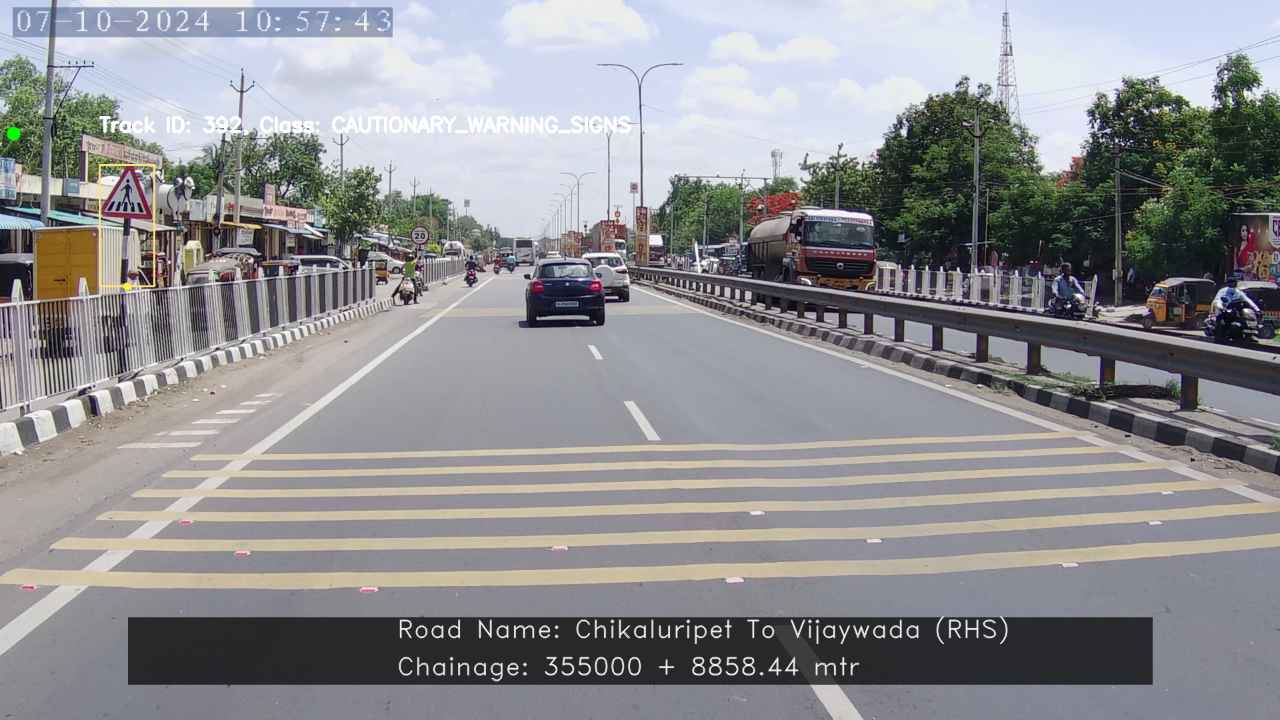 07-10-2024 10:57:43
Track ID: 392, Class: CAUTIONARY_WARNING_SIGNS
20
Road Name: Chikaluripet To Vijaywada (RHS)
Chainage: 355000 + 8858.44 mtr